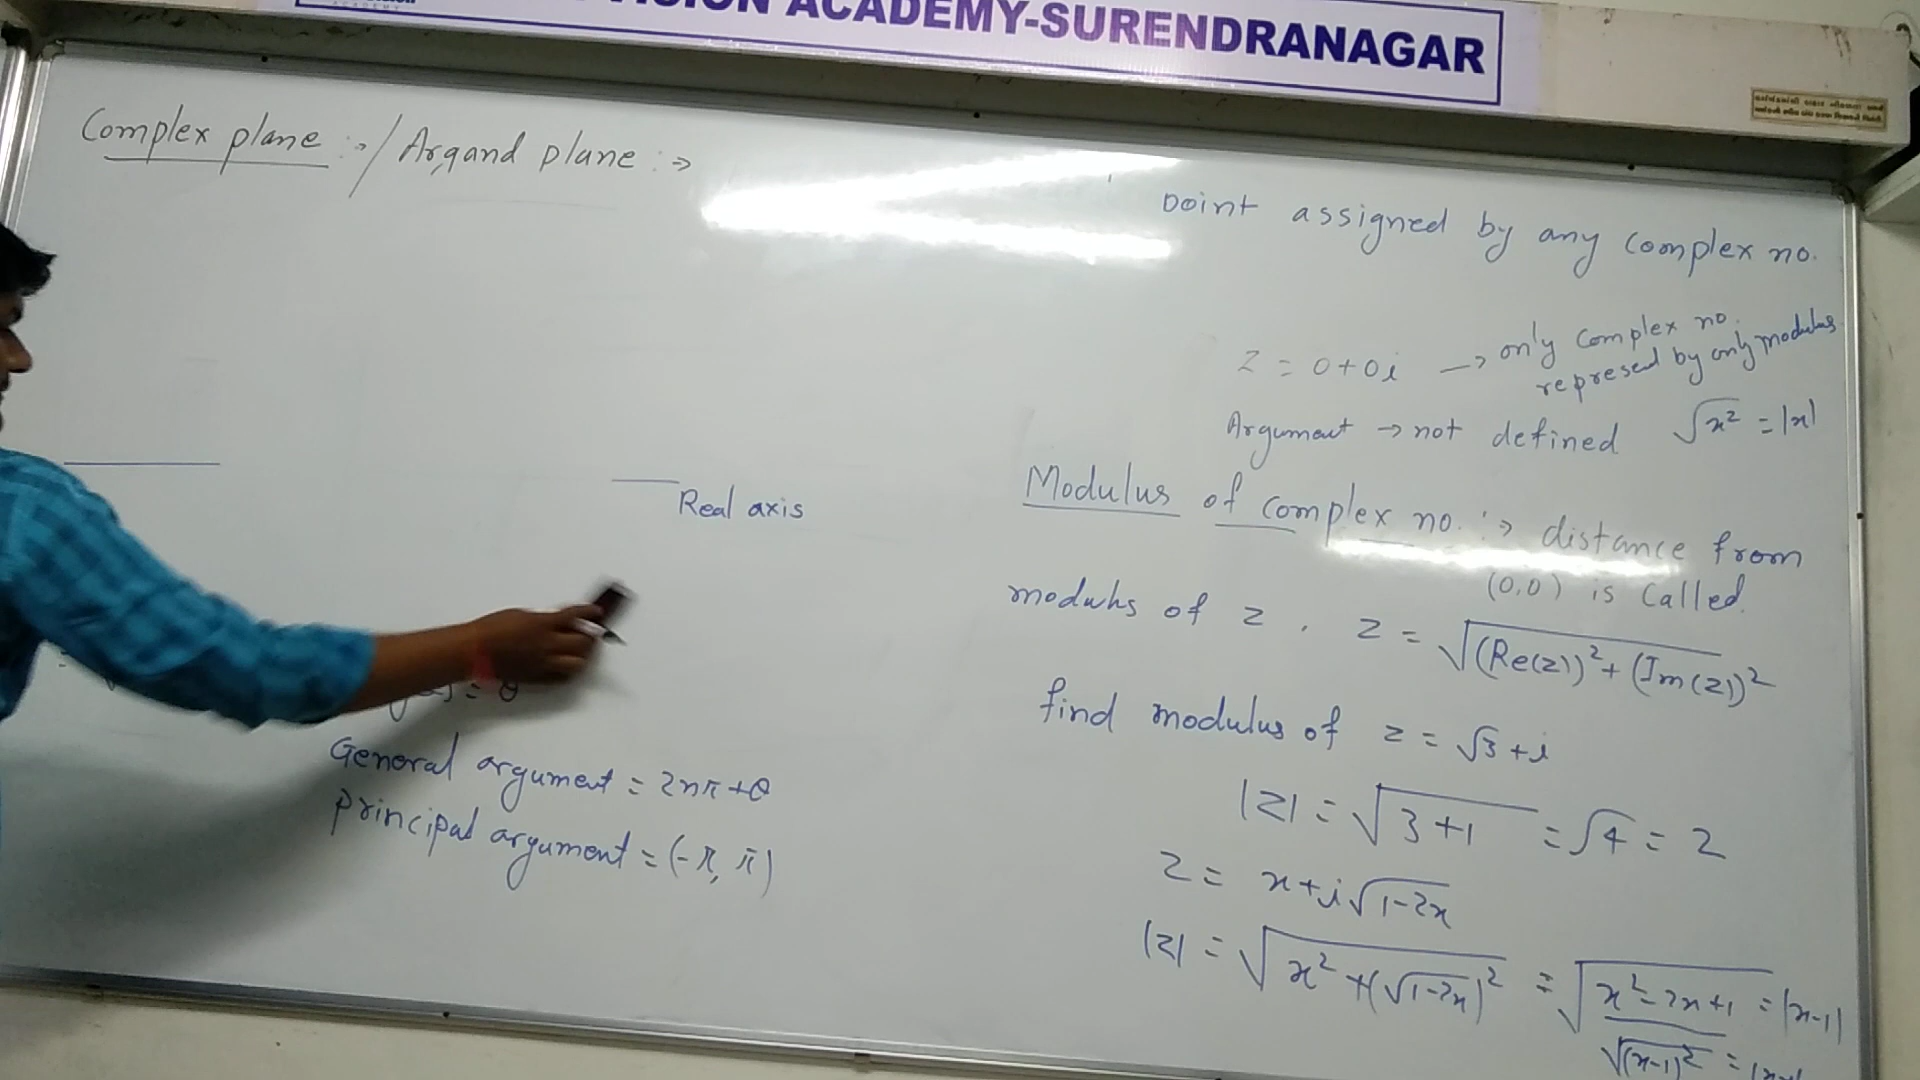 ACADEMY-SURENDRANAGAR
Complex plane :→ / Argand plane :→
Real axis
= θ
General argument = 2nπ+θ
principal argument = (-π, π)
point assigned by any complex no.
z = 0+0i → only complex no. represed by only modulus
Argument → not defined √x² = |x|
Modulus of complex no. :→ distance from
(0,0) is called
modulus of z , z = √(Re(z))²+(Im(z))²
find modulus of z = √3+i
|z| = √3+1 = √4 = 2
z = x+i√1-2x
|z| = √x²+(√1-2x)² = √x²-2x+1 = |x-1|
√(x-1)² =